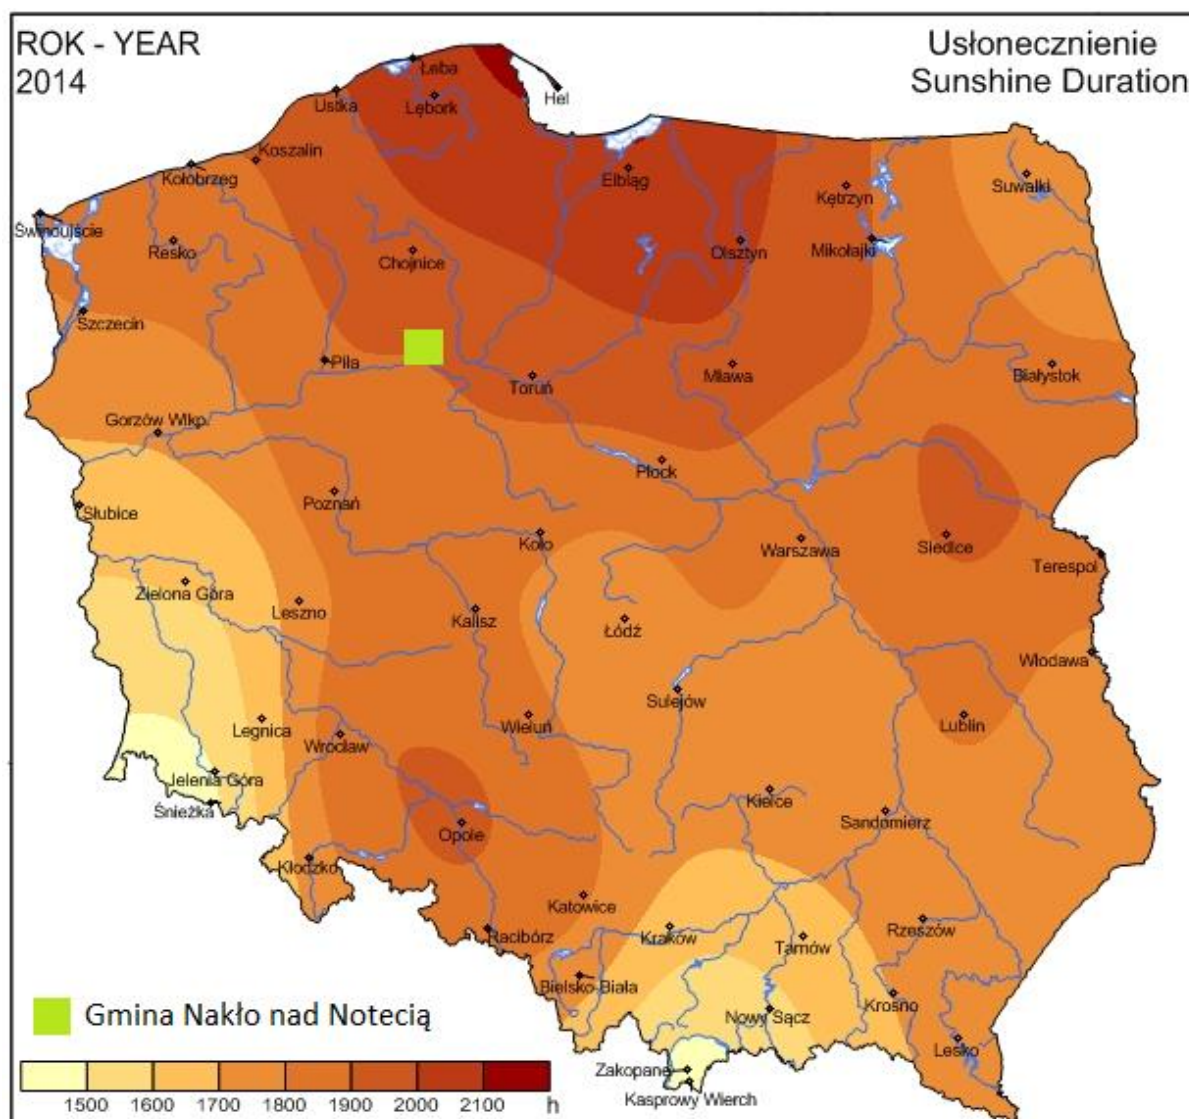 ROK - YEAR
2014
Usłonecznienie
Sunshine Duration
Łeba
Ustka
Lębork
Hel
Koszalin
Kołobrzeg
Elbląg
Kętrzyn
Suwałki
Świnoujście
Resko
Chojnice
Olsztyn
Mikołajki
Szczecin
Piła
Toruń
Mława
Białystok
Gorzów Wlkp.
Płock
Słubice
Poznań
Koło
Warszawa
Siedlce
Terespol
Zielona Góra
Leszno
Kalisz
Łódź
Włodawa
Sulejów
Legnica
Wrocław
Wieluń
Lublin
Jelenia Góra
Śnieżka
Kielce
Sandomierz
Opole
Kłodzko
Katowice
Racibórz
Kraków
Tarnów
Rzeszów
Bielsko-Biała
Nowy Sącz
Krosno
Gmina Nakło nad Notecią
Lesko
Zakopane
Kasprowy Wierch
1500 1600 1700 1800 1900 2000 2100 h